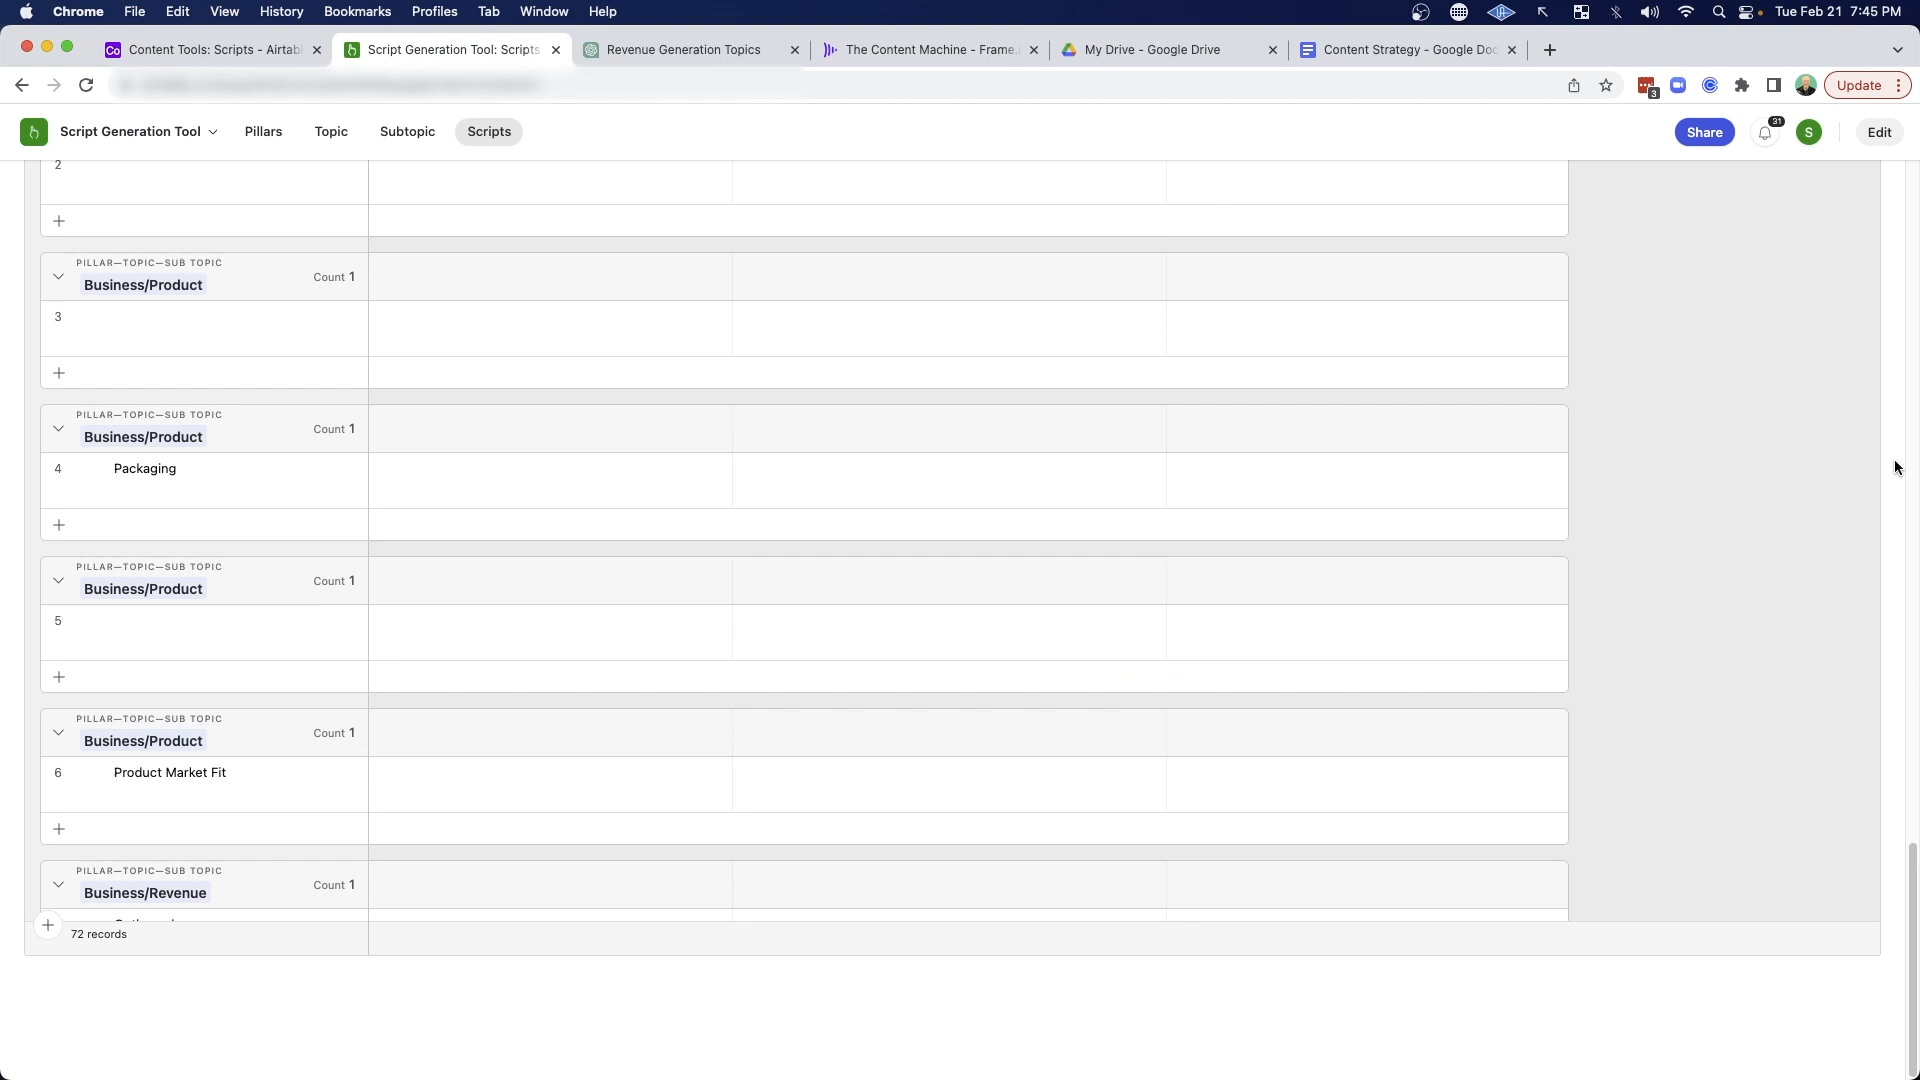 Chrome File Edit View History Bookmarks Profiles Tab Window Help Tue Feb 21 7:45 PM
Co Content Tools: Scripts - Airtabl Script Generation Tool: Scripts Revenue Generation Topics The Content Machine - Frame. My Drive - Google Drive Content Strategy - Google Doc
3 Update
Script Generation Tool Pillars Topic Subtopic Scripts Share 31 S Edit
2
PILLAR—TOPIC—SUB TOPIC
Business/Product Count 1
3
PILLAR—TOPIC—SUB TOPIC
Business/Product Count 1
4 Packaging
PILLAR—TOPIC—SUB TOPIC
Business/Product Count 1
5
PILLAR—TOPIC—SUB TOPIC
Business/Product Count 1
6 Product Market Fit
PILLAR—TOPIC—SUB TOPIC
Business/Revenue Count 1
72 records